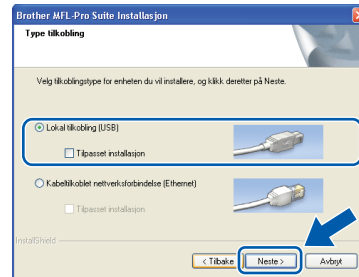 Brother MFL-Pro Suite Installasjon
Type tilkobling
Velg tilkoblingstype for enheten du vil installere, og klikk deretter på Neste.
Lokal tilkobling (USB)
Tilpasset installasjon
Kabeltilkoblet nettverksforbindelse (Ethernet)
Tilpasset installasjon
InstallShield
< Tilbake
Neste >
Avbryt